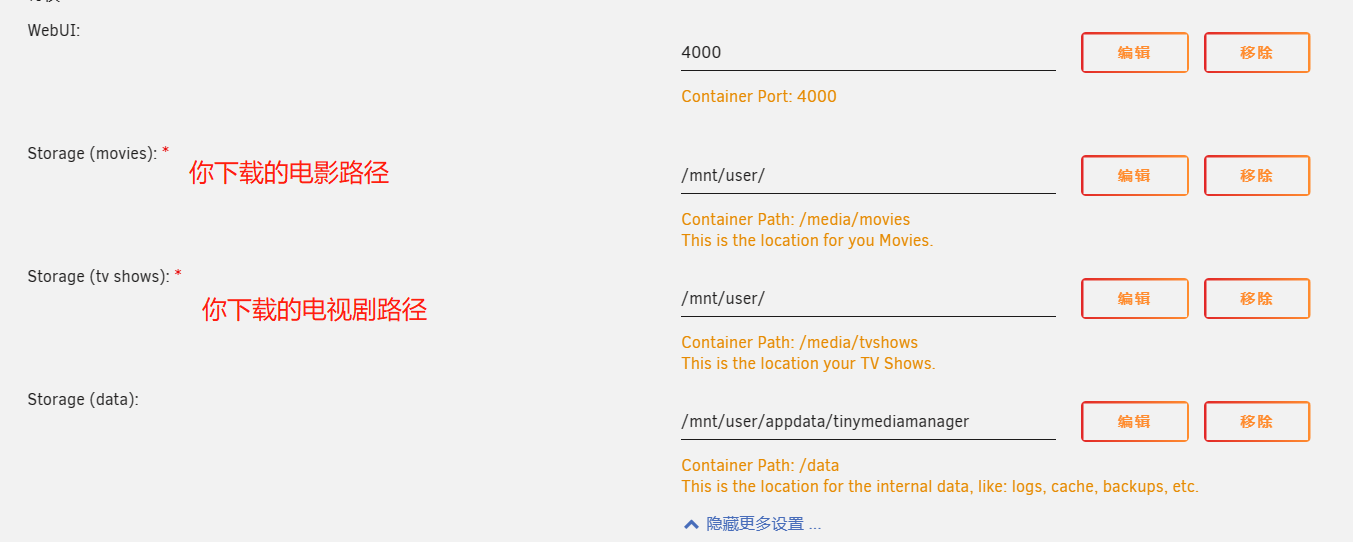 WebUI:
4000
编辑
移除
Container Port: 4000
Storage (movies): *
你下载的电影路径
/mnt/user/
编辑
移除
Container Path: /media/movies
This is the location for you Movies.
Storage (tv shows): *
你下载的电视剧路径
/mnt/user/
编辑
移除
Container Path: /media/tvshows
This is the location your TV Shows.
Storage (data):
/mnt/user/appdata/tinymediamanager
编辑
移除
Container Path: /data
This is the location for the internal data, like: logs, cache, backups, etc.
隐藏更多设置 ...